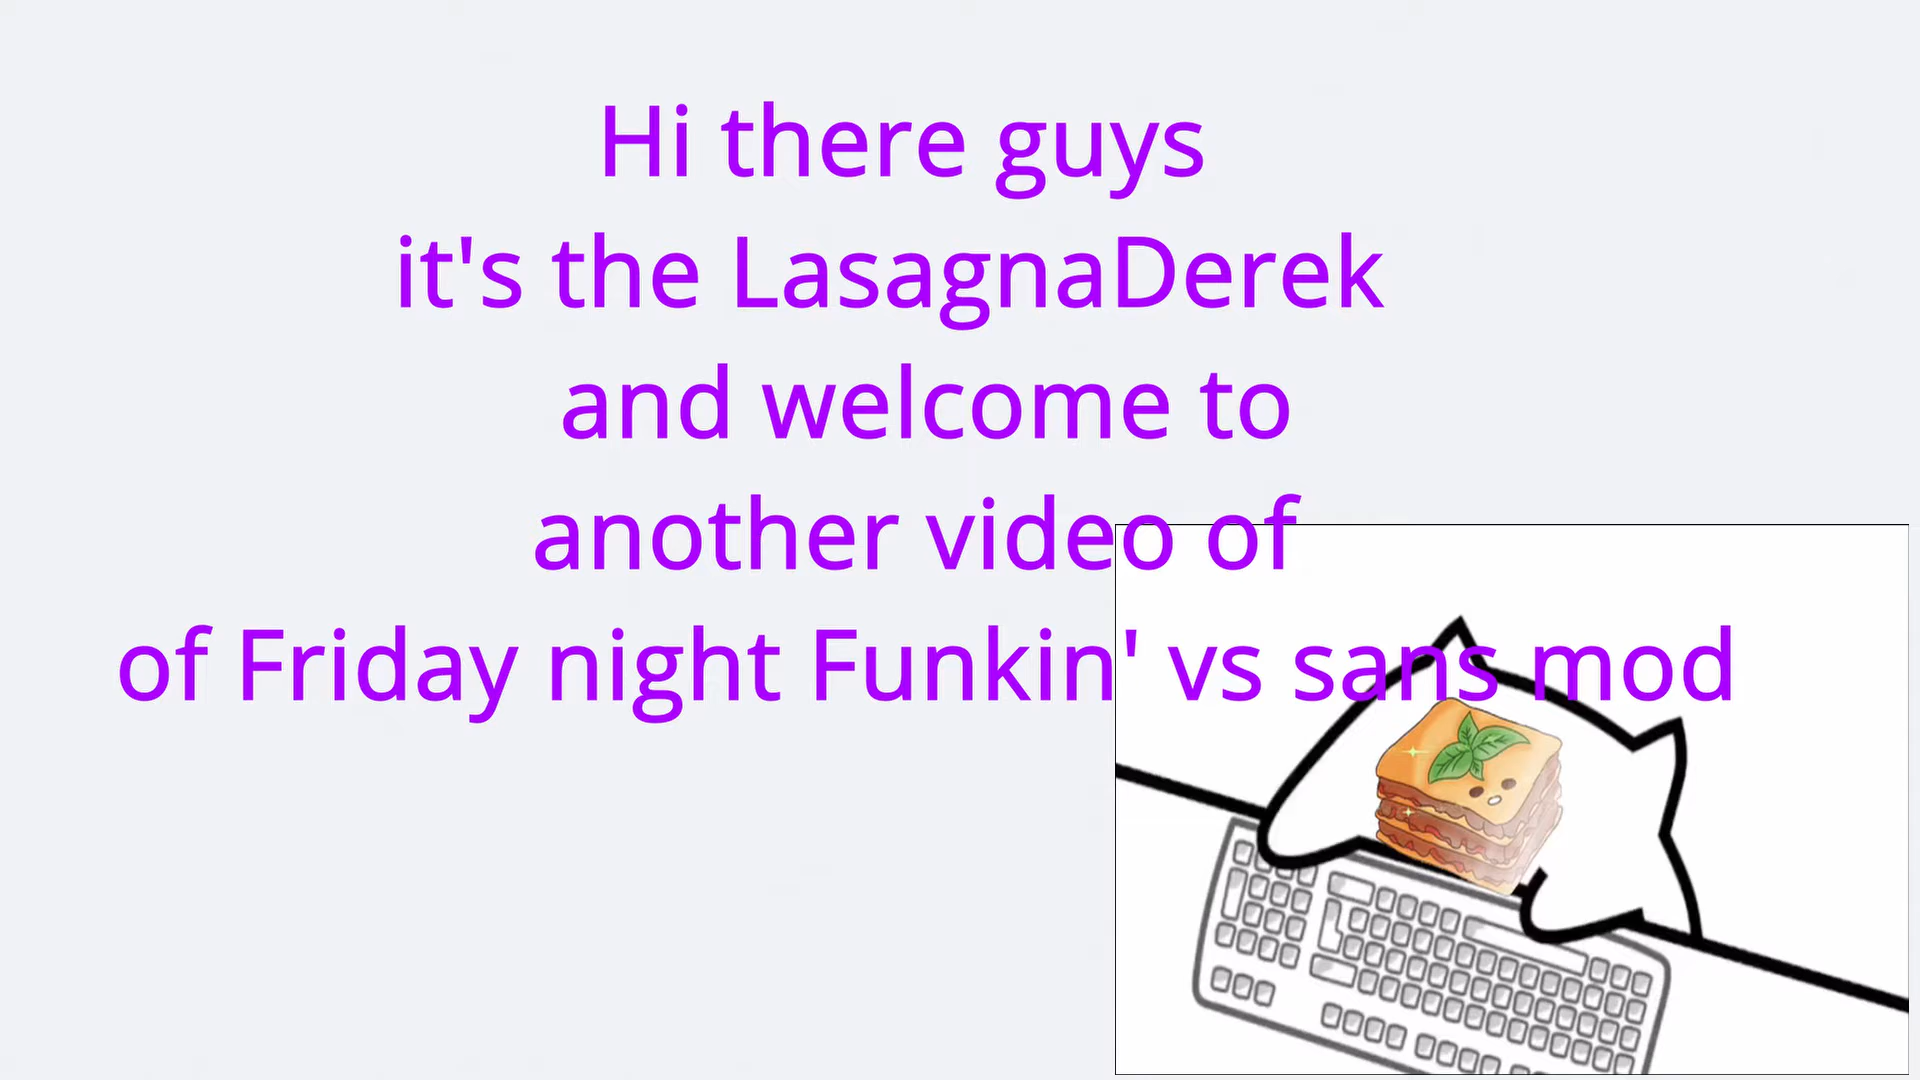 Hi there guys
it's the LasagnaDerek
and welcome to
another video of
of Friday night Funkin' vs sans mod